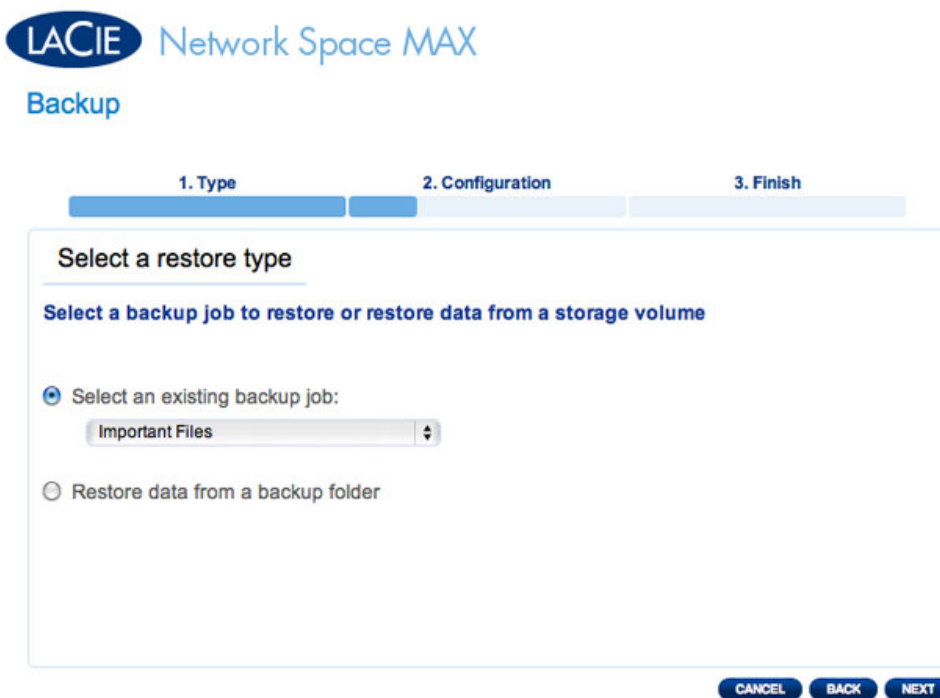 LACIE Network Space MAX
Backup
1. Type 2. Configuration 3. Finish
Select a restore type
Select a backup job to restore or restore data from a storage volume
Select an existing backup job:
Important Files
Restore data from a backup folder
CANCEL BACK NEXT